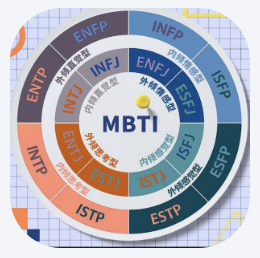 ENFP
INFP
ENTP
外倾直觉型
内倾情感型
ISFP
INFJ
ENFJ
INTJ
内倾直觉型
外倾情感型
ESFJ
MBTI
ENTJ
外倾思考型
内倾感觉型
ISFJ
ESTJ
ISTJ
INTP
内倾思考型
外倾感觉型
ESFP
ISTP
ESTP